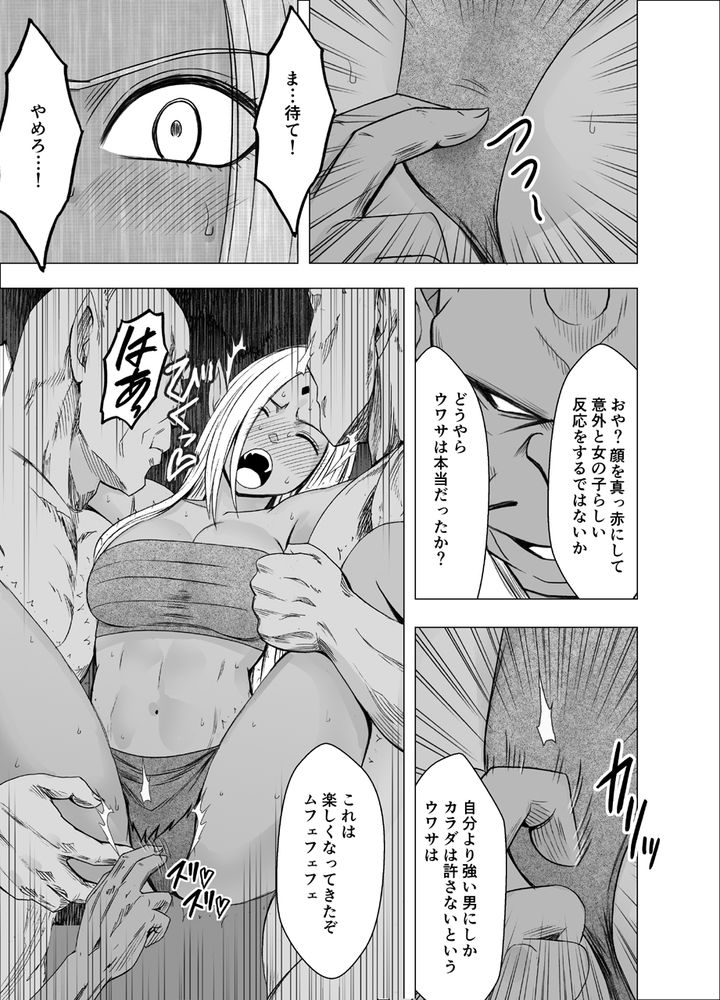 つつ〜
ま…待て！
やめろ…！
おや？顔を真っ赤にして
意外と女の子らしい
反応をするではないか
どうやら
ウワサは本当だったか？
はあっ
びくっ
自分より強い男にしか
カラダは許さないという
ウワサは
これは
楽しくなってきたぞ
ムフェフェフェ
ズリ♡
ズリ♡